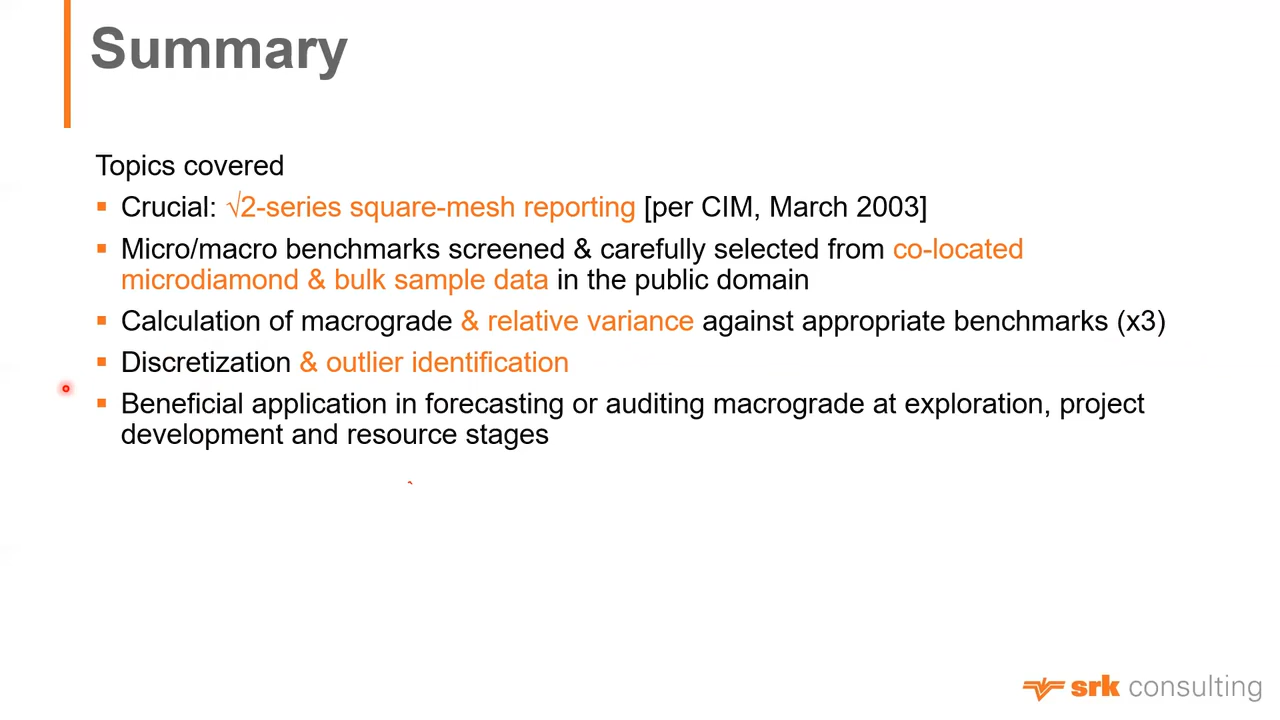 Summary
Topics covered
▪ Crucial: √2-series square-mesh reporting [per CIM, March 2003]
▪ Micro/macro benchmarks screened & carefully selected from co-located
microdiamond & bulk sample data in the public domain
▪ Calculation of macrograde & relative variance against appropriate benchmarks (x3)
▪ Discretization & outlier identification
▪ Beneficial application in forecasting or auditing macrograde at exploration, project
development and resource stages
srk consulting